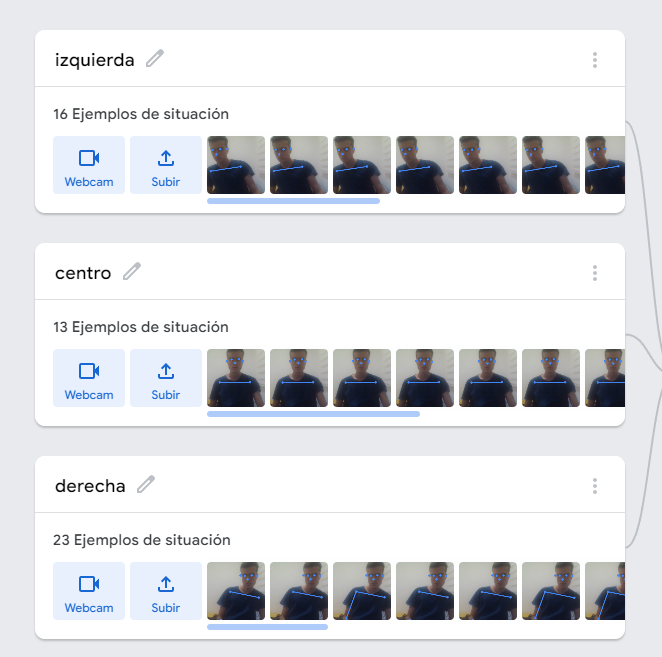 izquierda
16 Ejemplos de situación
Webcam
Subir
centro
13 Ejemplos de situación
Webcam
Subir
derecha
23 Ejemplos de situación
Webcam
Subir